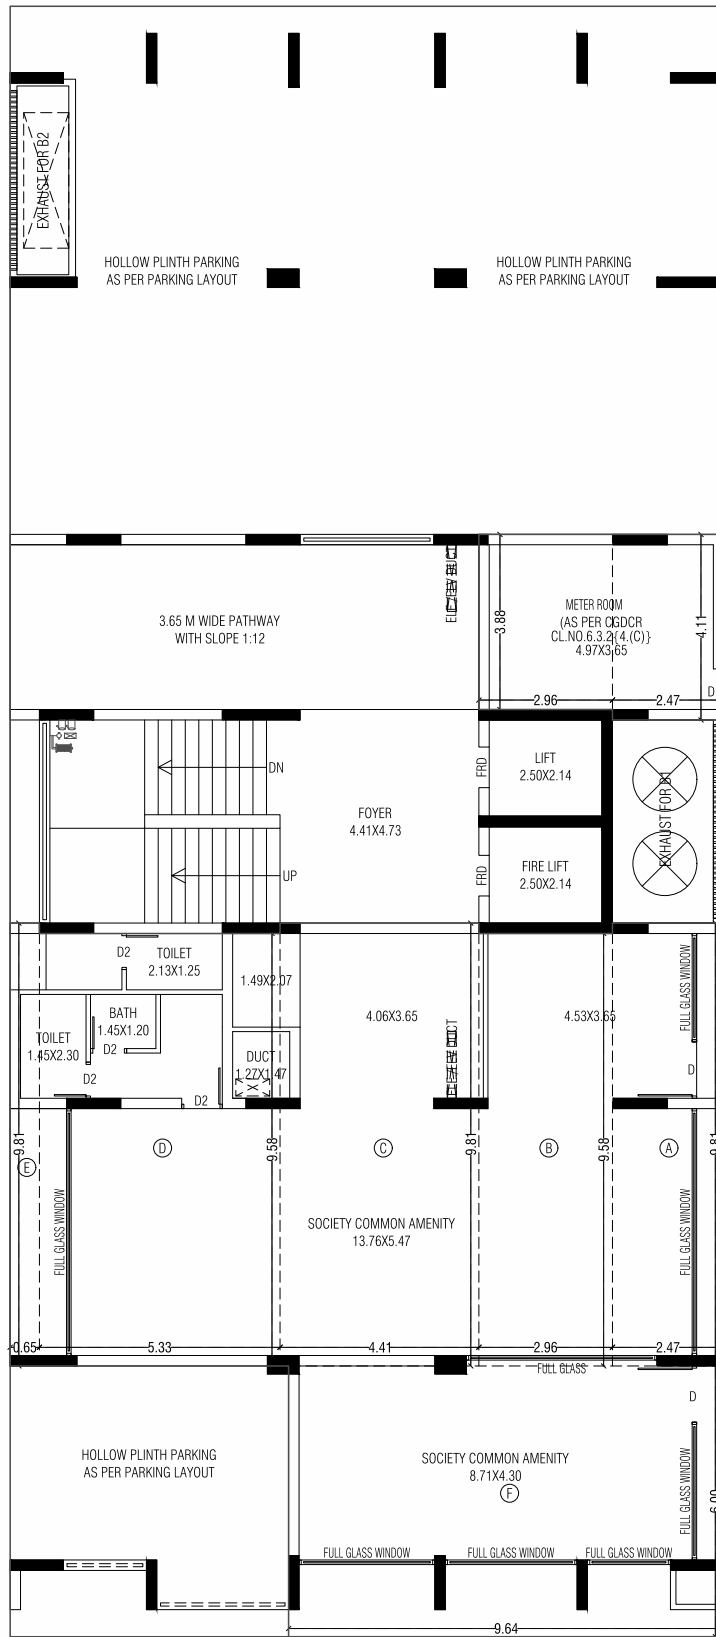 EXHAUST FOR B2
HOLLOW PLINTH PARKING
AS PER PARKING LAYOUT
HOLLOW PLINTH PARKING
AS PER PARKING LAYOUT
3.65 M WIDE PATHWAY
WITH SLOPE 1:12
3.88
METER ROOM
(AS PER CGDCR
CL.NO.6.3.2{4.(C)}
4.97X3.65
4.11
D
2.96
2.47
DN
UP
FOYER
4.41X4.73
FRD
LIFT
2.50X2.14
FRD
FIRE LIFT
2.50X2.14
EXHAUST FOR B1
D2
TOILET
2.13X1.25
1.49X2.07
4.06X3.65
4.53X3.65
FULL GLASS WINDOW
BATH
1.45X1.20
D2
TOILET
1.45X2.30
D2
DUCT
1.27X1.47
D2
D
9.81
E
D
9.58
C
9.81
B
9.58
A
9.81
FULL GLASS WINDOW
SOCIETY COMMON AMENITY
13.76X5.47
FULL GLASS WINDOW
0.65
5.33
4.41
2.96
2.47
FULL GLASS
D
HOLLOW PLINTH PARKING
AS PER PARKING LAYOUT
SOCIETY COMMON AMENITY
8.71X4.30
F
FULL GLASS WINDOW
6.00
FULL GLASS WINDOW
FULL GLASS WINDOW
FULL GLASS WINDOW
9.64